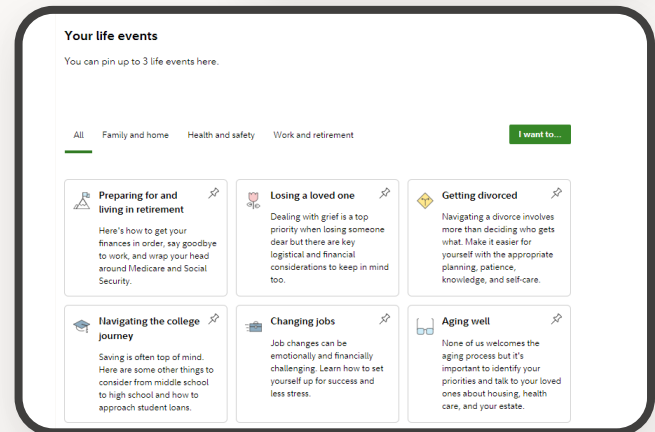 Your life events
You can pin up to 3 life events here.
All Family and home Health and safety Work and retirement I want to...
Preparing for and
living in retirement
Here's how to get your
finances in order, say goodbye
to work, and wrap your head
around Medicare and Social
Security.
Losing a loved one
Dealing with grief is a top
priority when losing someone
dear but there are key
logistical and financial
considerations to keep in mind
too.
Getting divorced
Navigating a divorce involves
more than deciding who gets
what. Make it easier for
yourself with the appropriate
planning, patience,
knowledge, and self-care.
Navigating the college
journey
Saving is often top of mind.
Here are some other things to
consider from middle school
to high school and how to
approach student loans.
Changing jobs
Job changes can be
emotionally and financially
challenging. Learn how to set
yourself up for success and
less stress.
Aging well
None of us welcomes the
aging process but it's
important to identify your
priorities and talk to your loved
ones about housing, health
care, and your estate.